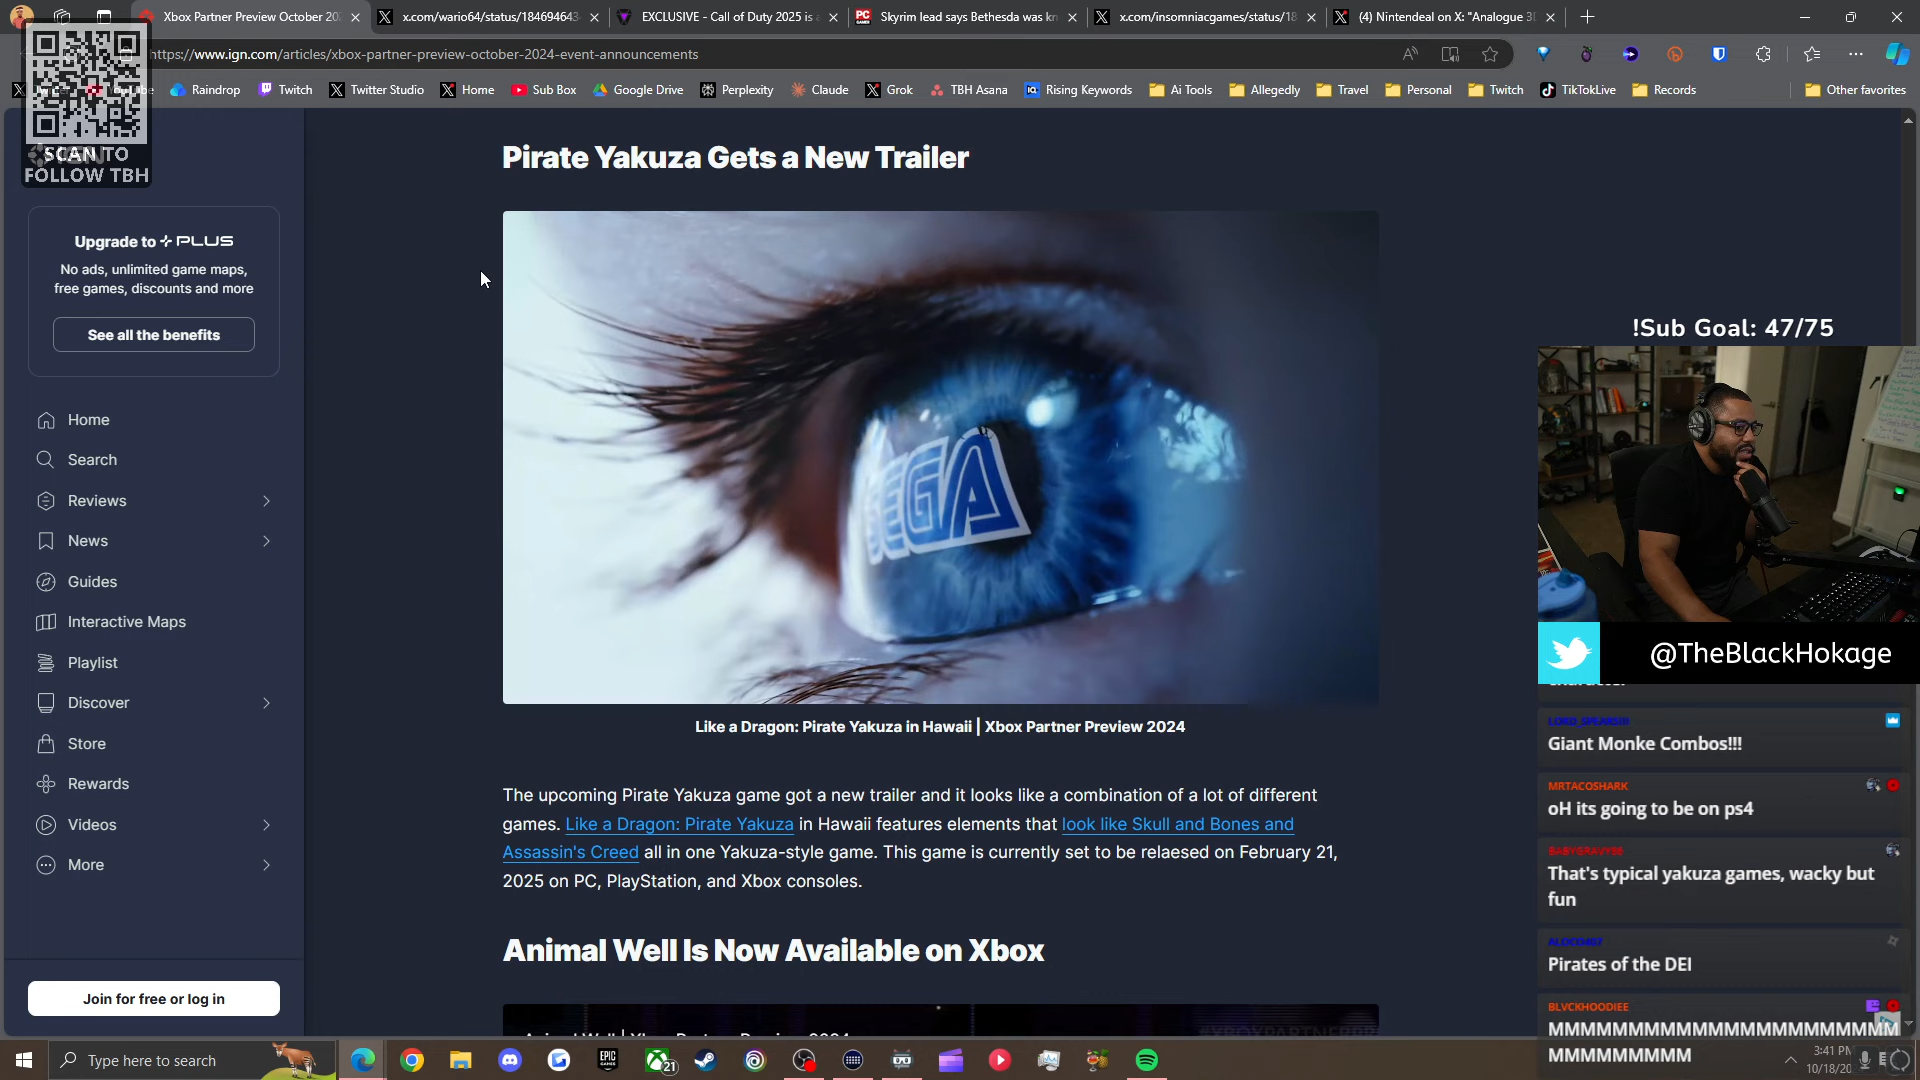 Xbox Partner Preview October 20
x.com/wario64/status/184694643
EXCLUSIVE - Call of Duty 2025 is a
Skyrim lead says Bethesda was kn
x.com/insomniacgames/status/18
(4) Nintendeal on X: "Analogue 3D
https://www.ign.com/articles/xbox-partner-preview-october-2024-event-announcements
Raindrop
Twitch
Twitter Studio
Home
Sub Box
Google Drive
Perplexity
Claude
Grok
TBH Asana
Rising Keywords
Ai Tools
Allegedly
Travel
Personal
Twitch
TikTokLive
Records
Other favorites
SCAN TO
FOLLOW TBH
Upgrade to PLUS
No ads, unlimited game maps,
free games, discounts and more
See all the benefits
Home
Search
Reviews
News
Guides
Interactive Maps
Playlist
Discover
Store
Rewards
Videos
More
Join for free or log in
Pirate Yakuza Gets a New Trailer
SEGA
Like a Dragon: Pirate Yakuza in Hawaii | Xbox Partner Preview 2024
The upcoming Pirate Yakuza game got a new trailer and it looks like a combination of a lot of different
games. Like a Dragon: Pirate Yakuza in Hawaii features elements that look like Skull and Bones and
Assassin's Creed all in one Yakuza-style game. This game is currently set to be relaesed on February 21,
2025 on PC, PlayStation, and Xbox consoles.
Animal Well Is Now Available on Xbox
!Sub Goal: 47/75
@TheBlackHokage
Giant Monke Combos!!!
MRTACOSHARK
oH its going to be on ps4
That's typical yakuza games, wacky but
fun
Pirates of the DEI
BLVCKHOODIEE
MMMMMMMMMMMMMMMMMMMMMM
MMMMMMMMM
Type here to search
EPIC
GAMES
21
3:41 PM
10/18/20